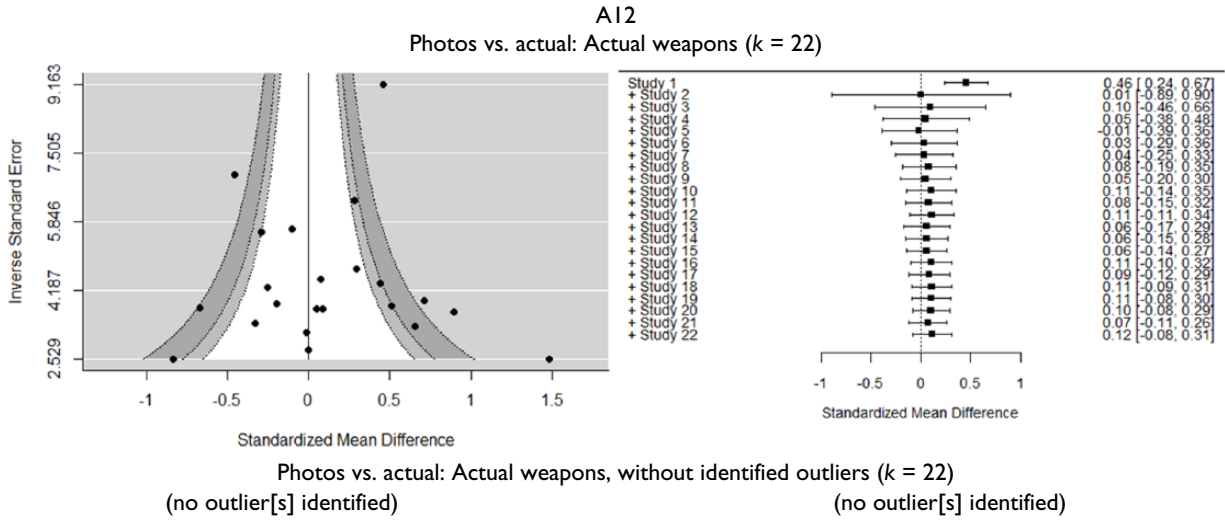 A12
Photos vs. actual: Actual weapons (k = 22)
Inverse Standard Error
9.163
7.505
5.846
4.187
2.529
-1 -0.5 0 0.5 1 1.5
Standardized Mean Difference
Study 1 0.46 [ 0.24, 0.67]
+ Study 2 0.01 [-0.89, 0.90]
+ Study 3 0.10 [-0.46, 0.66]
+ Study 4 0.05 [-0.38, 0.48]
+ Study 5 -0.01 [-0.39, 0.36]
+ Study 6 0.03 [-0.29, 0.36]
+ Study 7 0.04 [-0.25, 0.33]
+ Study 8 0.08 [-0.19, 0.35]
+ Study 9 0.05 [-0.20, 0.30]
+ Study 10 0.11 [-0.14, 0.35]
+ Study 11 0.08 [-0.15, 0.32]
+ Study 12 0.11 [-0.11, 0.34]
+ Study 13 0.06 [-0.17, 0.29]
+ Study 14 0.06 [-0.15, 0.28]
+ Study 15 0.06 [-0.14, 0.27]
+ Study 16 0.11 [-0.10, 0.32]
+ Study 17 0.09 [-0.12, 0.29]
+ Study 18 0.11 [-0.09, 0.31]
+ Study 19 0.11 [-0.08, 0.30]
+ Study 20 0.10 [-0.08, 0.29]
+ Study 21 0.07 [-0.11, 0.26]
+ Study 22 0.12 [-0.08, 0.31]
-1 -0.5 0 0.5 1
Standardized Mean Difference
Photos vs. actual: Actual weapons, without identified outliers (k = 22)
(no outlier[s] identified) (no outlier[s] identified)